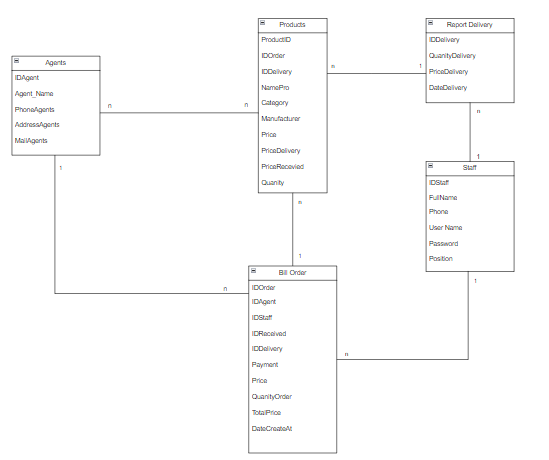 Agents
IDAgent
Agent_Name
PhoneAgents
AddressAgents
MailAgents
Products
ProductID
IDOrder
IDDelivery
NamePro
Category
Manufacturer
Price
PriceDelivery
PriceRecevied
Quanity
Report Delivery
IDDelivery
QuanityDelivery
PriceDelivery
DateDelivery
Staff
IDStaff
FullName
Phone
User Name
Password
Position
Bill Order
IDOrder
IDAgent
IDStaff
IDReceived
IDDelivery
Payment
Price
QuanityOrder
TotalPrice
DateCreateAt
n
n
n
1
n
1
n
1
1
n
1
n